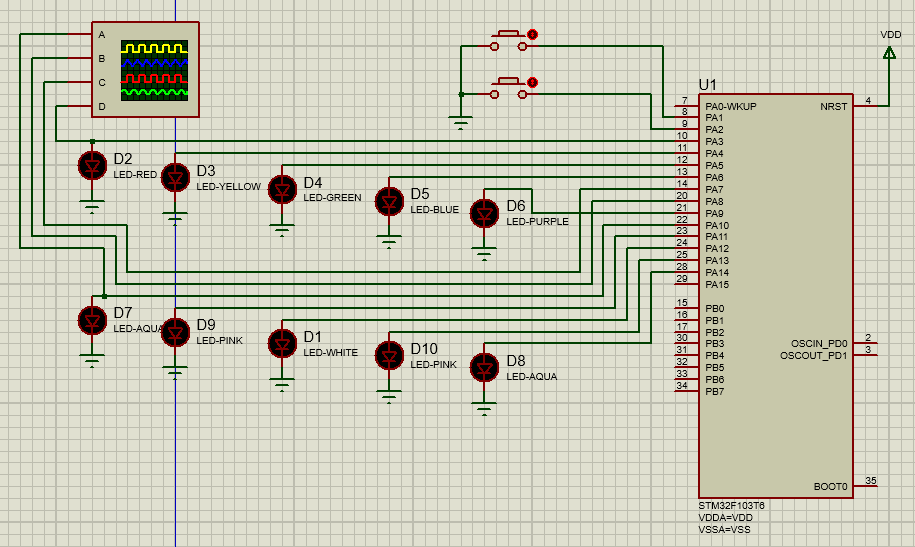 A
B
C
D
VDD
U1
7 PA0-WKUP
8 PA1
9 PA2
10 PA3
11 PA4
12 PA5
13 PA6
14 PA7
20 PA8
21 PA9
22 PA10
23 PA11
24 PA12
25 PA13
28 PA14
29 PA15
15 PB0
16 PB1
17 PB2
30 PB3
31 PB4
32 PB5
33 PB6
34 PB7
NRST 4
OSCIN_PD0 2
OSCOUT_PD1 3
BOOT0 35
STM32F103T6
VDDA=VDD
VSSA=VSS
D2
LED-RED
D3
LED-YELLOW
D4
LED-GREEN
D5
LED-BLUE
D6
LED-PURPLE
D7
LED-AQUA
D9
LED-PINK
D1
LED-WHITE
D10
LED-PINK
D8
LED-AQUA